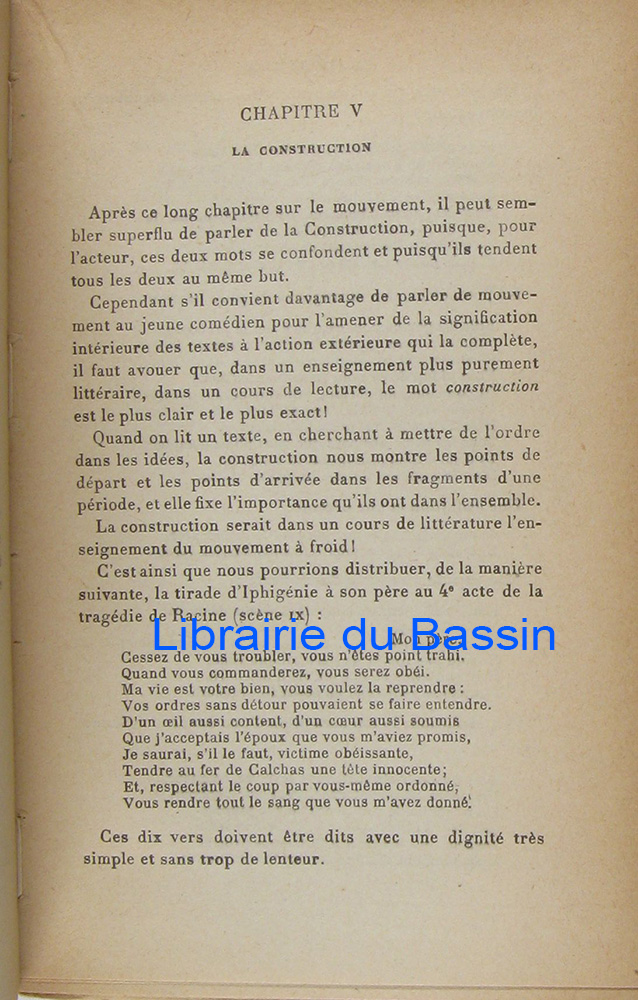 CHAPITRE V
LA CONSTRUCTION
Après ce long chapitre sur le mouvement, il peut sem-
bler superflu de parler de la Construction, puisque, pour
l'acteur, ces deux mots se confondent et puisqu'ils tendent
tous les deux au même but.
Cependant s'il convient davantage de parler de mouve-
ment au jeune comédien pour l'amener de la signification
intérieure des textes à l'action extérieure qui la complète,
il faut avouer que, dans un enseignement plus purement
littéraire, dans un cours de lecture, le mot construction
est le plus clair et le plus exact!
Quand on lit un texte, en cherchant à mettre de l'ordre
dans les idées, la construction nous montre les points de
départ et les points d'arrivée dans les fragments d'une
période, et elle fixe l'importance qu'ils ont dans l'ensemble.
La construction serait dans un cours de littérature l'en-
seignement du mouvement à froid!
C'est ainsi que nous pourrions distribuer, de la manière
suivante, la tirade d'Iphigénie à son père au 4e acte de la
tragédie de Racine (scène IX) :
Mon père,
Librairie du Bassin
Cessez de vous troubler, vous n'êtes point trahi.
Quand vous commanderez, vous serez obéi.
Ma vie est votre bien, vous voulez la reprendre :
Vos ordres sans détour pouvaient se faire entendre.
D'un œil aussi content, d'un cœur aussi soumis
Que j'acceptais l'époux que vous m'aviez promis,
Je saurai, s'il le faut, victime obéissante,
Tendre au fer de Calchas une tête innocente;
Et, respectant le coup par vous-même ordonné,
Vous rendre tout le sang que vous m'avez donné.
Ces dix vers doivent être dits avec une dignité très
simple et sans trop de lenteur.